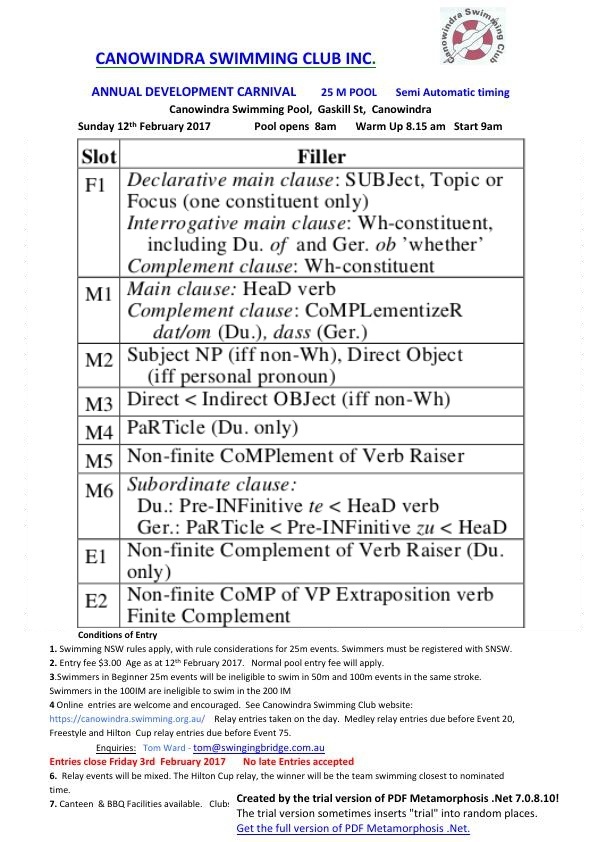 Canowindra Swimming Club
CANOWINDRA SWIMMING CLUB INC.
ANNUAL DEVELOPMENT CARNIVAL 25 M POOL Semi Automatic timing
Canowindra Swimming Pool, Gaskill St, Canowindra
Sunday 12th February 2017 Pool opens 8am Warm Up 8.15 am Start 9am
Slot Filler
F1 Declarative main clause: SUBJect, Topic or
Focus (one constituent only)
Interrogative main clause: Wh-constituent,
including Du. of and Ger. ob 'whether'
Complement clause: Wh-constituent
M1 Main clause: HeaD verb
Complement clause: CoMPLementizeR
dat/om (Du.), dass (Ger.)
M2 Subject NP (iff non-Wh), Direct Object
(iff personal pronoun)
M3 Direct < Indirect OBJect (iff non-Wh)
M4 PaRTicle (Du. only)
M5 Non-finite CoMPlement of Verb Raiser
M6 Subordinate clause:
Du.: Pre-INFinitive te < HeaD verb
Ger.: PaRTicle < Pre-INFinitive zu < HeaD
E1 Non-finite Complement of Verb Raiser (Du.
only)
E2 Non-finite CoMP of VP Extraposition verb
Finite Complement
Conditions of Entry
1. Swimming NSW rules apply, with rule considerations for 25m events. Swimmers must be registered with SNSW.
2. Entry fee $3.00 Age as at 12th February 2017. Normal pool entry fee will apply.
3.Swimmers in Beginner 25m events will be ineligible to swim in 50m and 100m events in the same stroke.
Swimmers in the 100IM are ineligible to swim in the 200 IM
4 Online entries are welcome and encouraged. See Canowindra Swimming Club website:
https://canowindra.swimming.org.au/ Relay entries taken on the day. Medley relay entries due before Event 20,
Freestyle and Hilton Cup relay entries due before Event 75.
Enquiries: Tom Ward - tom@swingingbridge.com.au
Entries close Friday 3rd February 2017 No late Entries accepted
6. Relay events will be mixed. The Hilton Cup relay, the winner will be the team swimming closest to nominated
time.
7. Canteen & BBQ Facilities available. Clubs
Created by the trial version of PDF Metamorphosis .Net 7.0.8.10!
The trial version sometimes inserts "trial" into random places.
Get the full version of PDF Metamorphosis .Net.